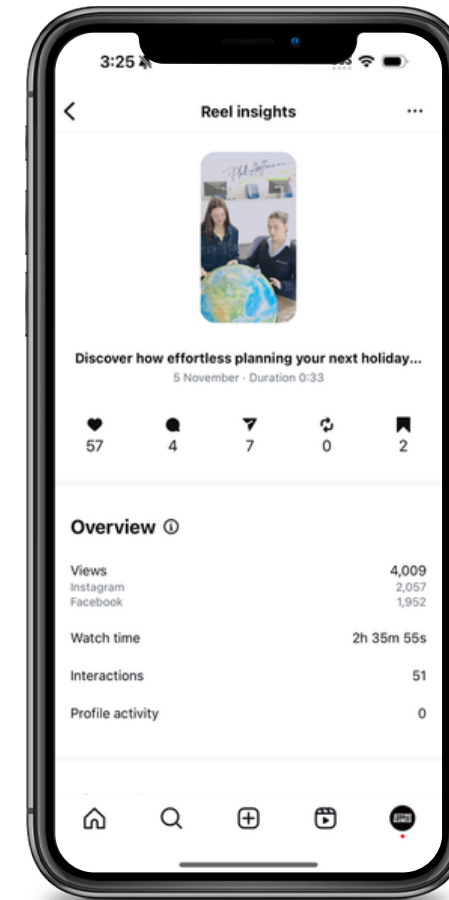 3:25
Reel insights
Phil Hoffmann
Discover how effortless planning your next holiday...
5 November · Duration 0:33
57 4 7 0 2
Overview
Views 4,009
Instagram 2,057
Facebook 1,952
Watch time 2h 35m 55s
Interactions 51
Profile activity 0